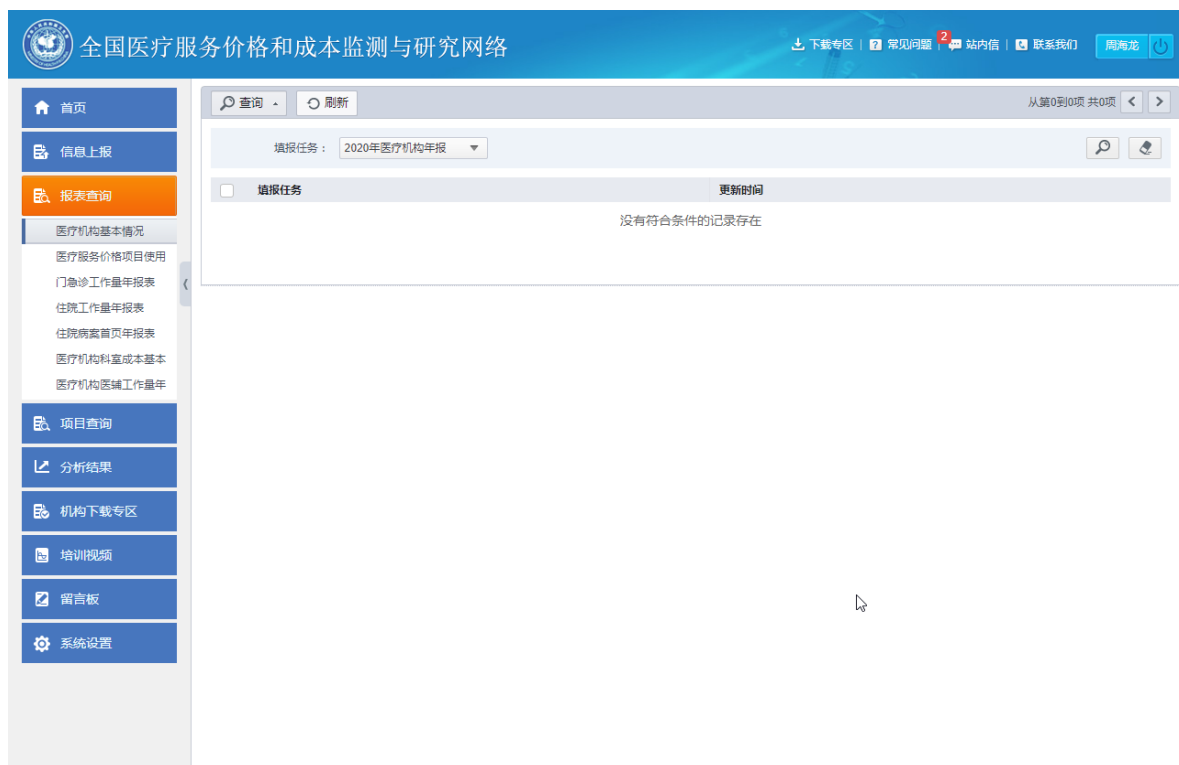 全国医疗服务价格和成本监测与研究网络
下载专区 | 常见问题 | 2 站内信 | 联系我们 周海龙
首页
信息上报
报表查询
医疗机构基本情况
医疗服务价格项目使用
门急诊工作量年报表
住院工作量年报表
住院病案首页年报表
医疗机构科室成本基本
医疗机构医辅工作量年
项目查询
分析结果
机构下载专区
培训视频
留言板
系统设置
查询 刷新 从第0到0项 共0项
填报任务： 2020年医疗机构年报
填报任务 更新时间
没有符合条件的记录存在